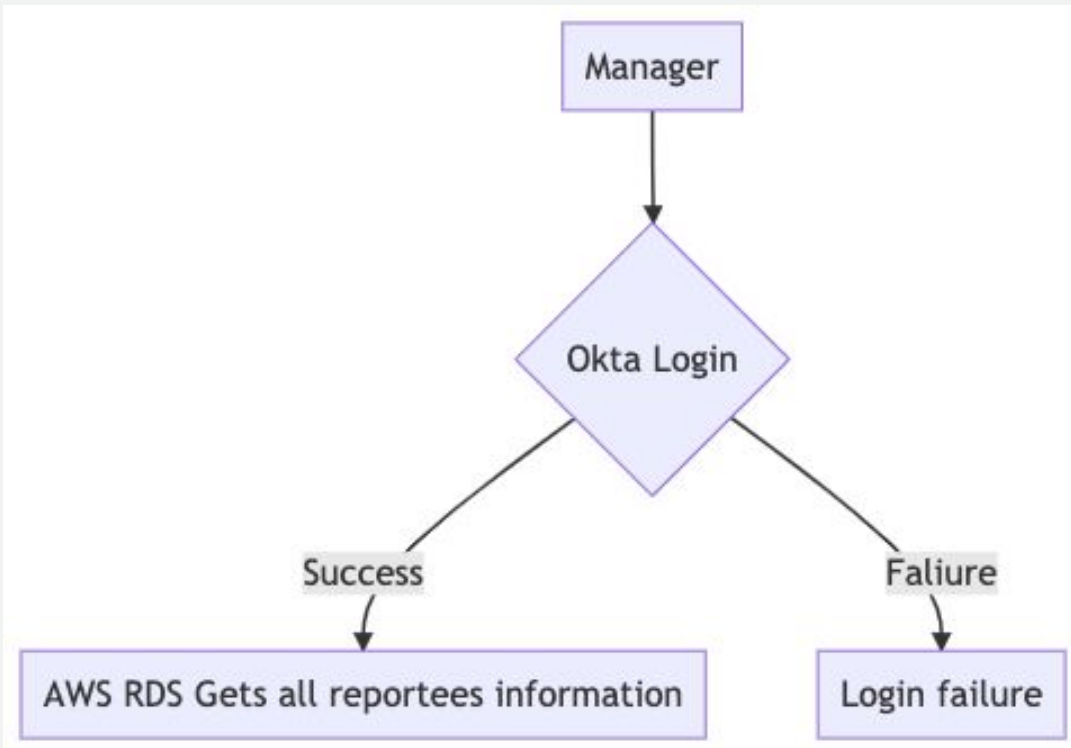 Manager
Okta Login
Success
Faliure
AWS RDS Gets all reportees information
Login failure